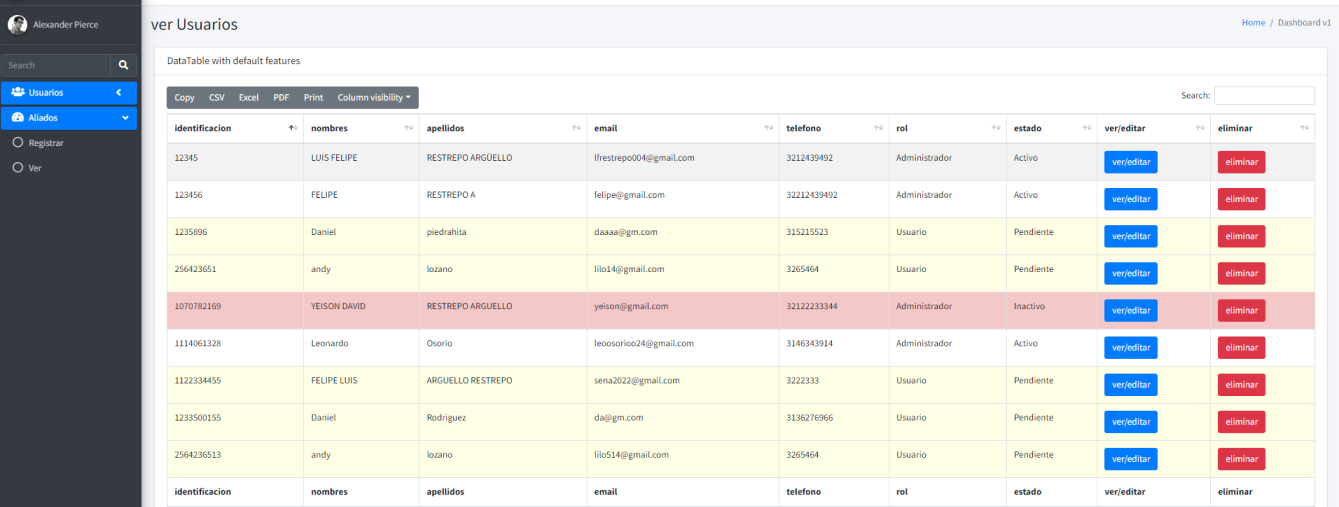 Alexander Pierce
ver Usuarios
Home / Dashboard v1
Search
Usuarios
Aliados
Registrar
Ver
DataTable with default features
Copy CSV Excel PDF Print Column visibility
Search:
identificacion nombres apellidos email telefono rol estado ver/editar eliminar
12345 LUIS FELIPE RESTREPO ARGÜELLO lfrestrepo004@gmail.com 3212439492 Administrador Activo ver/editar eliminar
123456 FELIPE RESTREPO A felipe@gmail.com 32212439492 Administrador Activo ver/editar eliminar
1235896 Daniel piedrahita daaaa@gm.com 315215523 Usuario Pendiente ver/editar eliminar
256423651 andy lozano lilo14@gmail.com 3265464 Usuario Pendiente ver/editar eliminar
1070782169 YEISON DAVID RESTREPO ARGUELLO yeison@gmail.com 32122233344 Administrador Inactivo ver/editar eliminar
1114061328 Leonardo Osorio leoosorioo24@gmail.com 3146343914 Administrador Activo ver/editar eliminar
1122334455 FELIPE LUIS ARGUELLO RESTREPO sena2022@gmail.com 3222333 Usuario Pendiente ver/editar eliminar
1233500155 Daniel Rodriguez da@gm.com 3136276966 Usuario Pendiente ver/editar eliminar
2564236513 andy lozano lilo514@gmail.com 3265464 Usuario Pendiente ver/editar eliminar
identificacion nombres apellidos email telefono rol estado ver/editar eliminar